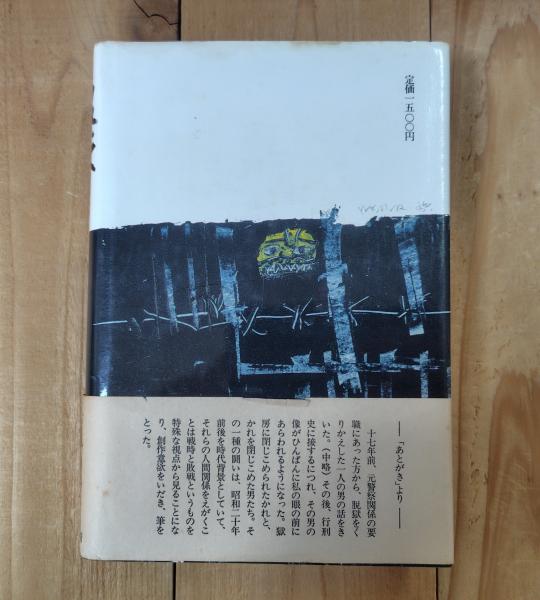 定価一五〇〇円
――「あとがき」より――
十七年前、元警察関係の要
職にあった方から、脱獄をく
りかえした一人の男の話をき
いた。(中略)その後、行刑
史に接するにつれ、その男の
像がひんぱんに私の眼の前に
あらわれるようになった。獄
房に閉じこめられたかれと、
かれを閉じこめた男たち。そ
の一種の闘いは、昭和二十年
前後を時代背景としていて、
それらの人間関係をえがくこ
とは戦時と敗戦というものを
特殊な視点から見ることにな
り、創作意欲をいだき、筆を
とった。